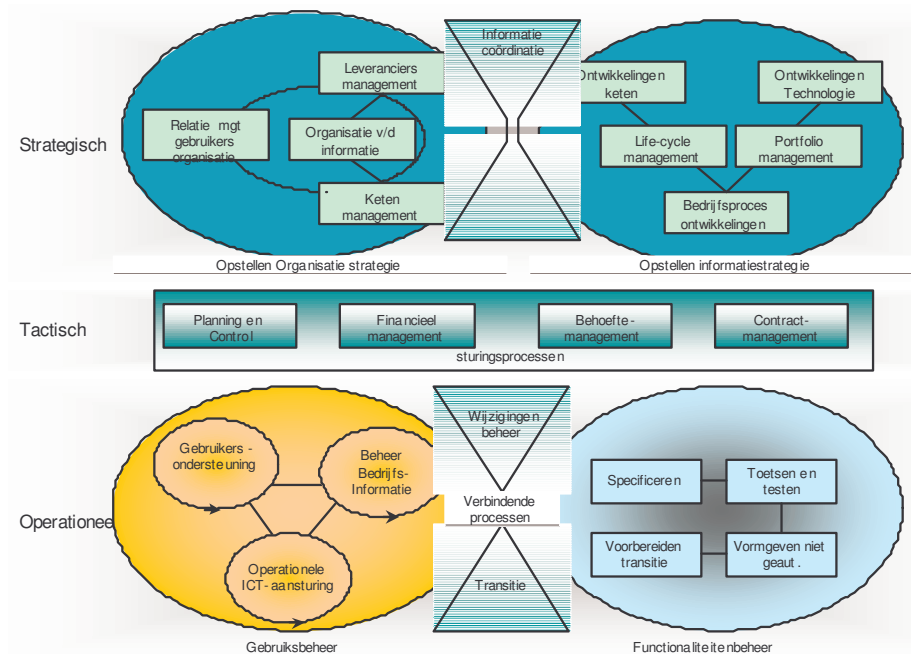 Informatie
coördinatie
Leveranciers
management
Ontwikkelingen
keten
Ontwikkelingen
Technologie
Strategisch
Relatie mgt
gebruikers
organisatie
Organisatie v/d
informatie
Life-cycle
management
Portfolio
management
Keten
management
Bedrijfsproces
ontwikkelingen
Opstellen Organisatie strategie
Opstellen informatiestrategie
Tactisch
Planning en
Control
Financieel
management
Behoefte-
management
Contract-
management
sturingsprocessen
Wijzigingen
beheer
Gebruikers-
ondersteuning
Beheer
Bedrijfs-
Informatie
Specificeren
Toetsen en
testen
Operationee
Verbindende
processen
Voorbereiden
transitie
Vormgeven niet
geaut.
Operationele
ICT-aansturing
Transitie
Gebruiksbeheer
Functionaliteitenbeheer